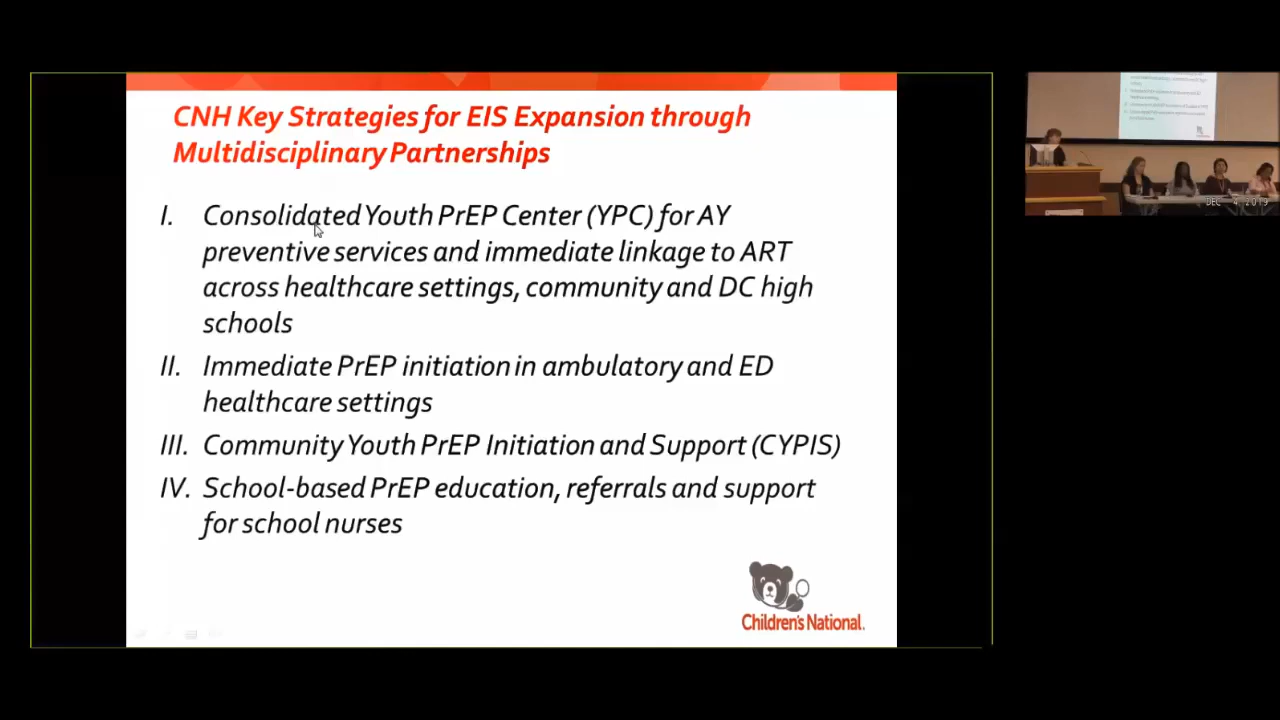 CNH Key Strategies for EIS Expansion through
Multidisciplinary Partnerships
I. Consolidated Youth PrEP Center (YPC) for AY
preventive services and immediate linkage to ART
across healthcare settings, community and DC high
schools
II. Immediate PrEP initiation in ambulatory and ED
healthcare settings
III. Community Youth PrEP Initiation and Support (CYPIS)
IV. School-based PrEP education, referrals and support
for school nurses
Children's National.
DEC 4, 2019